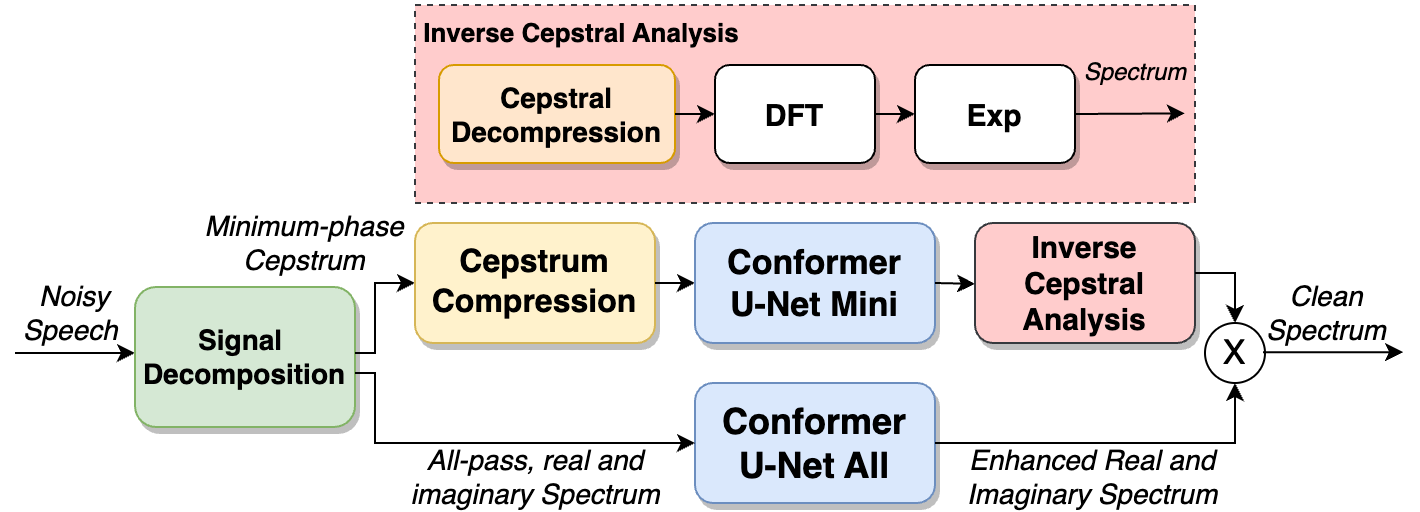 Inverse Cepstral Analysis
Cepstral
Decompression
DFT
Exp
Spectrum
Noisy
Speech
Signal
Decomposition
Minimum-phase
Cepstrum
Cepstrum
Compression
Conformer
U-Net Mini
Inverse
Cepstral
Analysis
All-pass, real and
imaginary Spectrum
Conformer
U-Net All
Enhanced Real and
Imaginary Spectrum
X
Clean
Spectrum